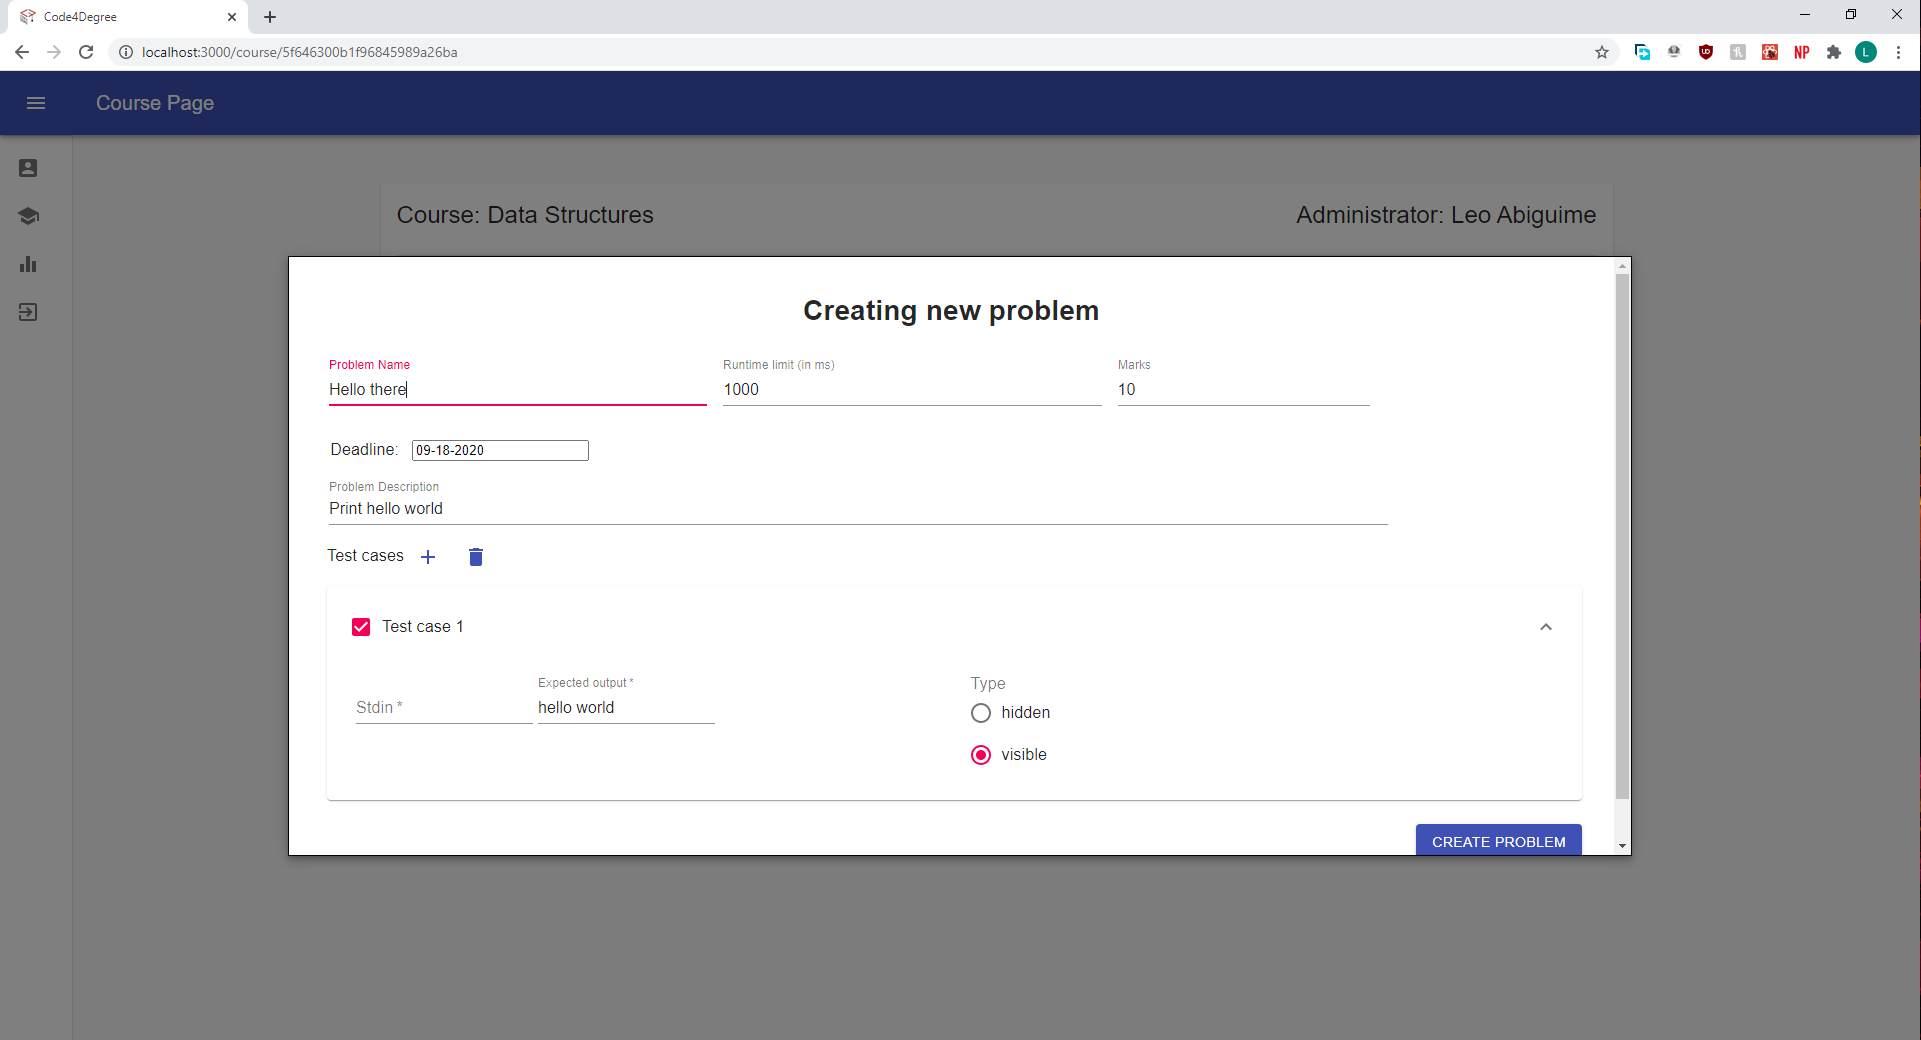 Code4Degree
localhost:3000/course/5f646300b1f96845989a26ba
NP
L
Course Page
Course: Data Structures
Administrator: Leo Abiguime
Creating new problem
Problem Name
Runtime limit (in ms)
Marks
Hello there
1000
10
Deadline:
09-18-2020
Problem Description
Print hello world
Test cases
Test case 1
Stdin *
Expected output *
hello world
Type
hidden
visible
CREATE PROBLEM